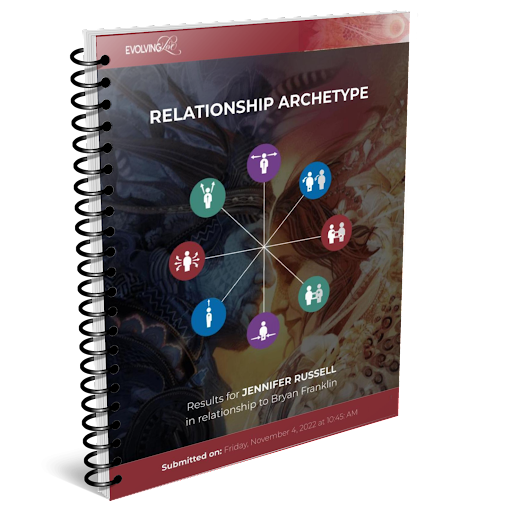 EVOLVING Love
RELATIONSHIP ARCHETYPE
Results for JENNIFER RUSSELL
in relationship to Bryan Franklin
Submitted on: Friday, November 4, 2022 at 10:45: AM